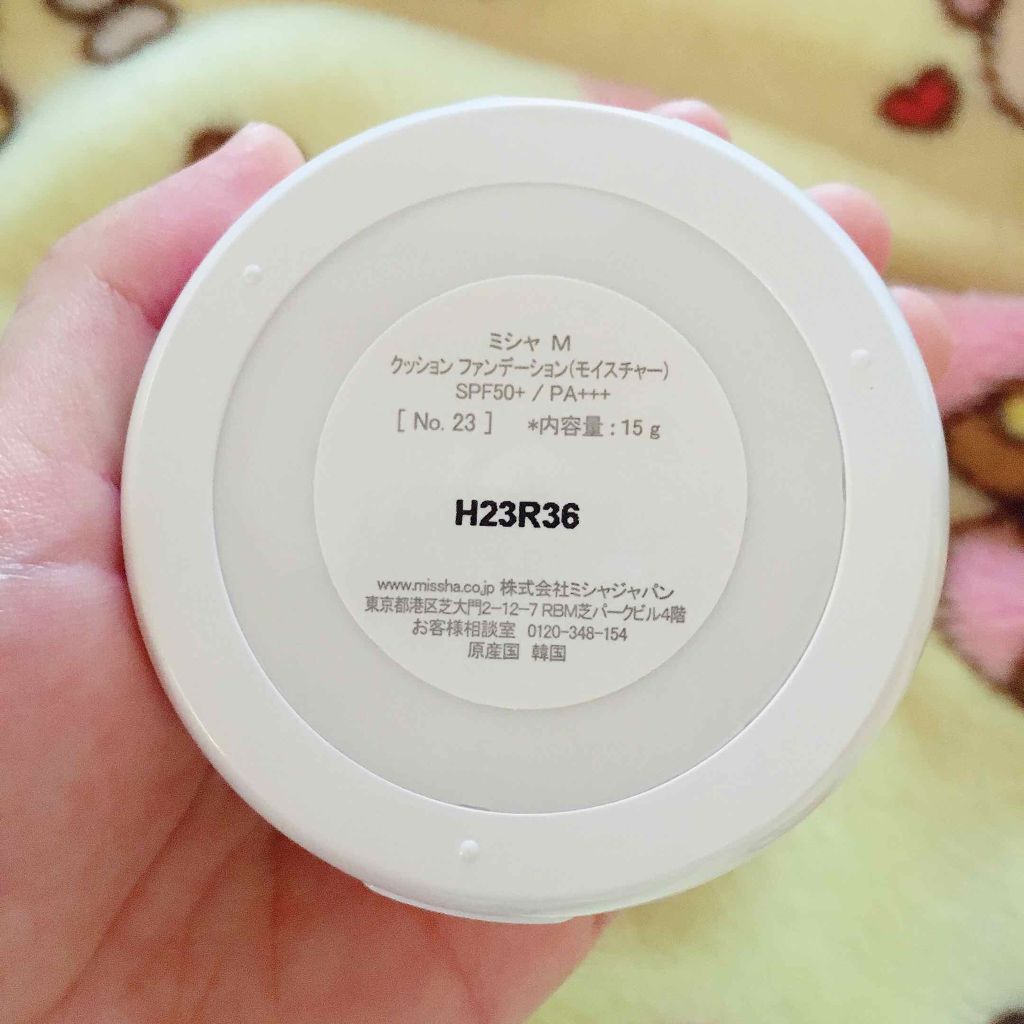 ミシャ M
クッション ファンデーション(モイスチャー)
SPF50+ / PA+++
[ No. 23 ] *内容量 : 15 g
H23R36
www.missha.co.jp 株式会社ミシャジャパン
東京都港区芝大門2-12-7 RBM芝パークビル4階
お客様相談室 0120-348-154
原産国 韓国